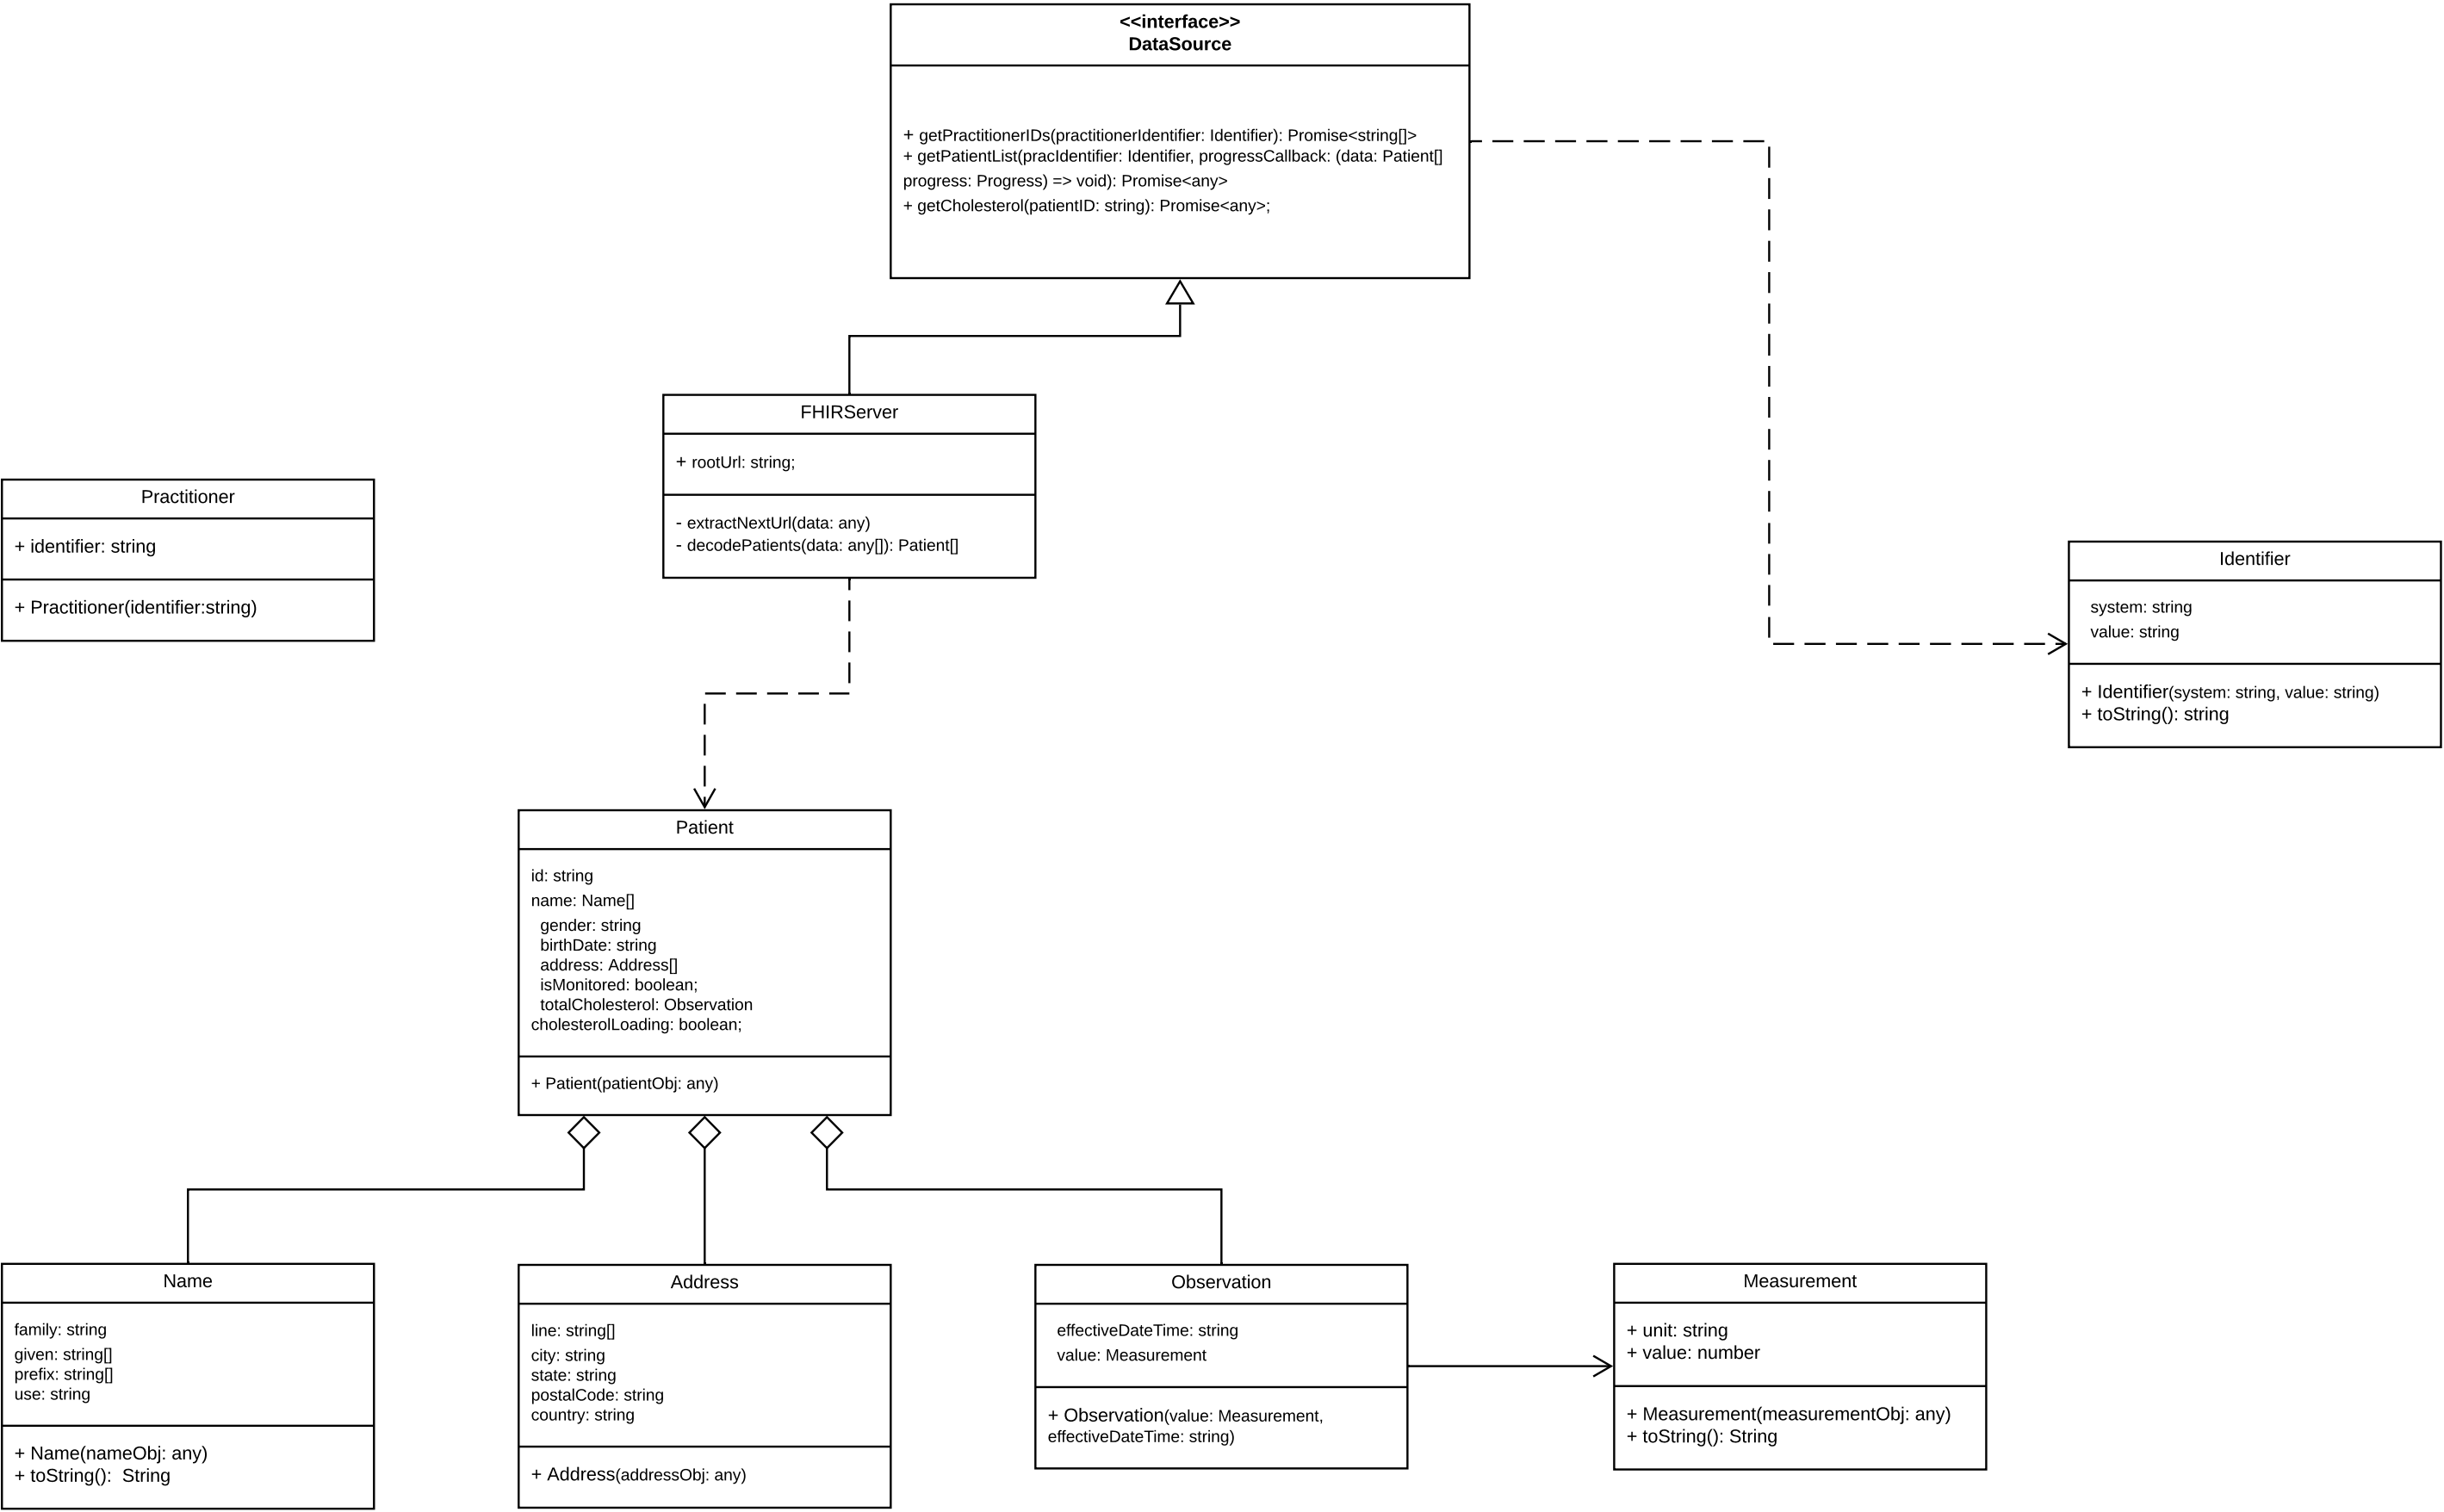 <<interface>>
DataSource
+ getPractitionerIDs(practitionerIdentifier: Identifier): Promise<string[]>
+ getPatientList(pracIdentifier: Identifier, progressCallback: (data: Patient[]
progress: Progress) => void): Promise<any>
+ getCholesterol(patientID: string): Promise<any>;
FHIRServer
+ rootUrl: string;
- extractNextUrl(data: any)
- decodePatients(data: any[]): Patient[]
Practitioner
+ identifier: string
+ Practitioner(identifier:string)
Identifier
system: string
value: string
+ Identifier(system: string, value: string)
+ toString(): string
Patient
id: string
name: Name[]
gender: string
birthDate: string
address: Address[]
isMonitored: boolean;
totalCholesterol: Observation
cholesterolLoading: boolean;
+ Patient(patientObj: any)
Name
family: string
given: string[]
prefix: string[]
use: string
+ Name(nameObj: any)
+ toString():  String
Address
line: string[]
city: string
state: string
postalCode: string
country: string
+ Address(addressObj: any)
Observation
effectiveDateTime: string
value: Measurement
+ Observation(value: Measurement,
effectiveDateTime: string)
Measurement
+ unit: string
+ value: number
+ Measurement(measurementObj: any)
+ toString(): String